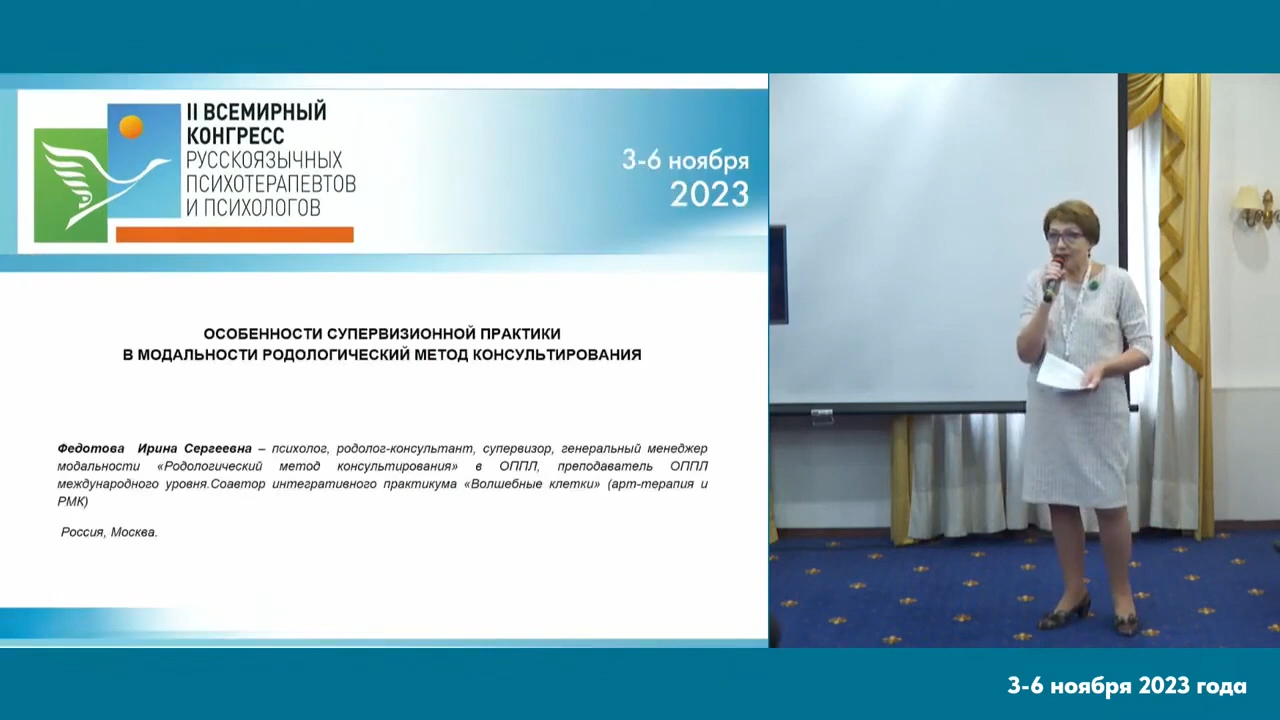 II ВСЕМИРНЫЙ
КОНГРЕСС
РУССКОЯЗЫЧНЫХ
ПСИХОТЕРАПЕВТОВ
И ПСИХОЛОГОВ
3-6 ноября
2023
ОСОБЕННОСТИ СУПЕРВИЗИОННОЙ ПРАКТИКИ
В МОДАЛЬНОСТИ РОДОЛОГИЧЕСКИЙ МЕТОД КОНСУЛЬТИРОВАНИЯ
Федотова Ирина Сергеевна – психолог, родолог-консультант, супервизор, генеральный менеджер
модальности «Родологический метод консультирования» в ОППЛ, преподаватель ОППЛ
международного уровня.Соавтор интегративного практикума «Волшебные клетки» (арт-терапия и
РМК)
Россия, Москва.
3-6 ноября 2023 года